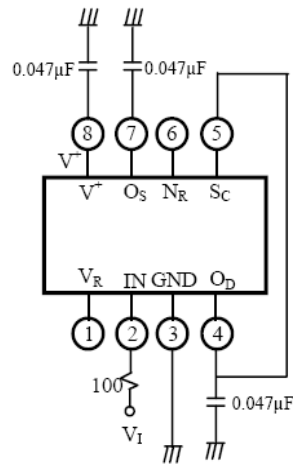 0.047μF 0.047μF
8 7 6 5
V+
V+ OS NR SC
VR IN GND OD
1 2 3 4
100
0.047μF
VI